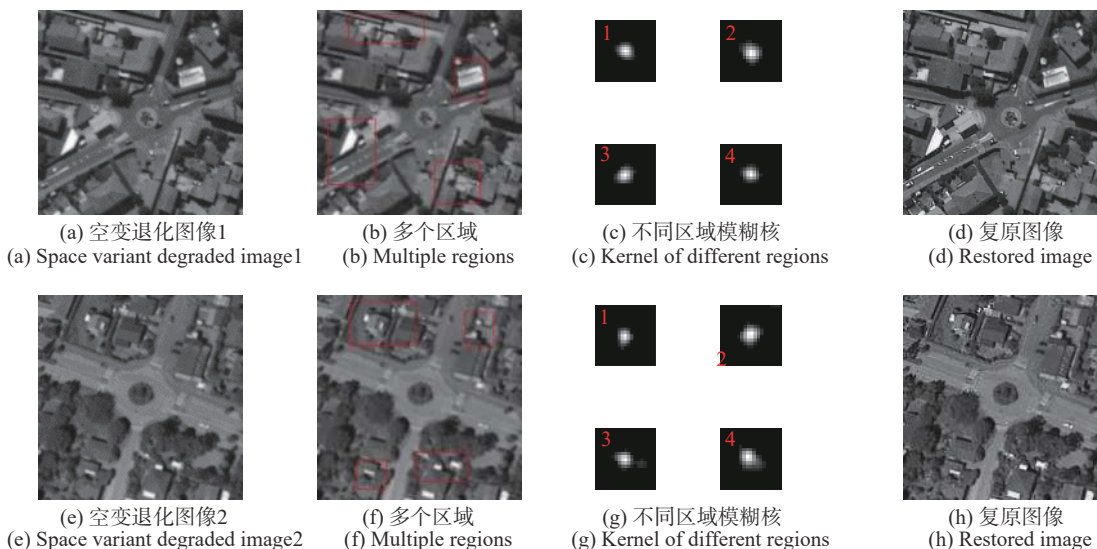 1
2
3
4
(a) 空变退化图像1
(b) 多个区域
(c) 不同区域模糊核
(d) 复原图像
(a) Space variant degraded image1
(b) Multiple regions
(c) Kernel of different regions
(d) Restored image
1
2
3
4
(e) 空变退化图像2
(f) 多个区域
(g) 不同区域模糊核
(h) 复原图像
(e) Space variant degraded image2
(f) Multiple regions
(g) Kernel of different regions
(h) Restored image